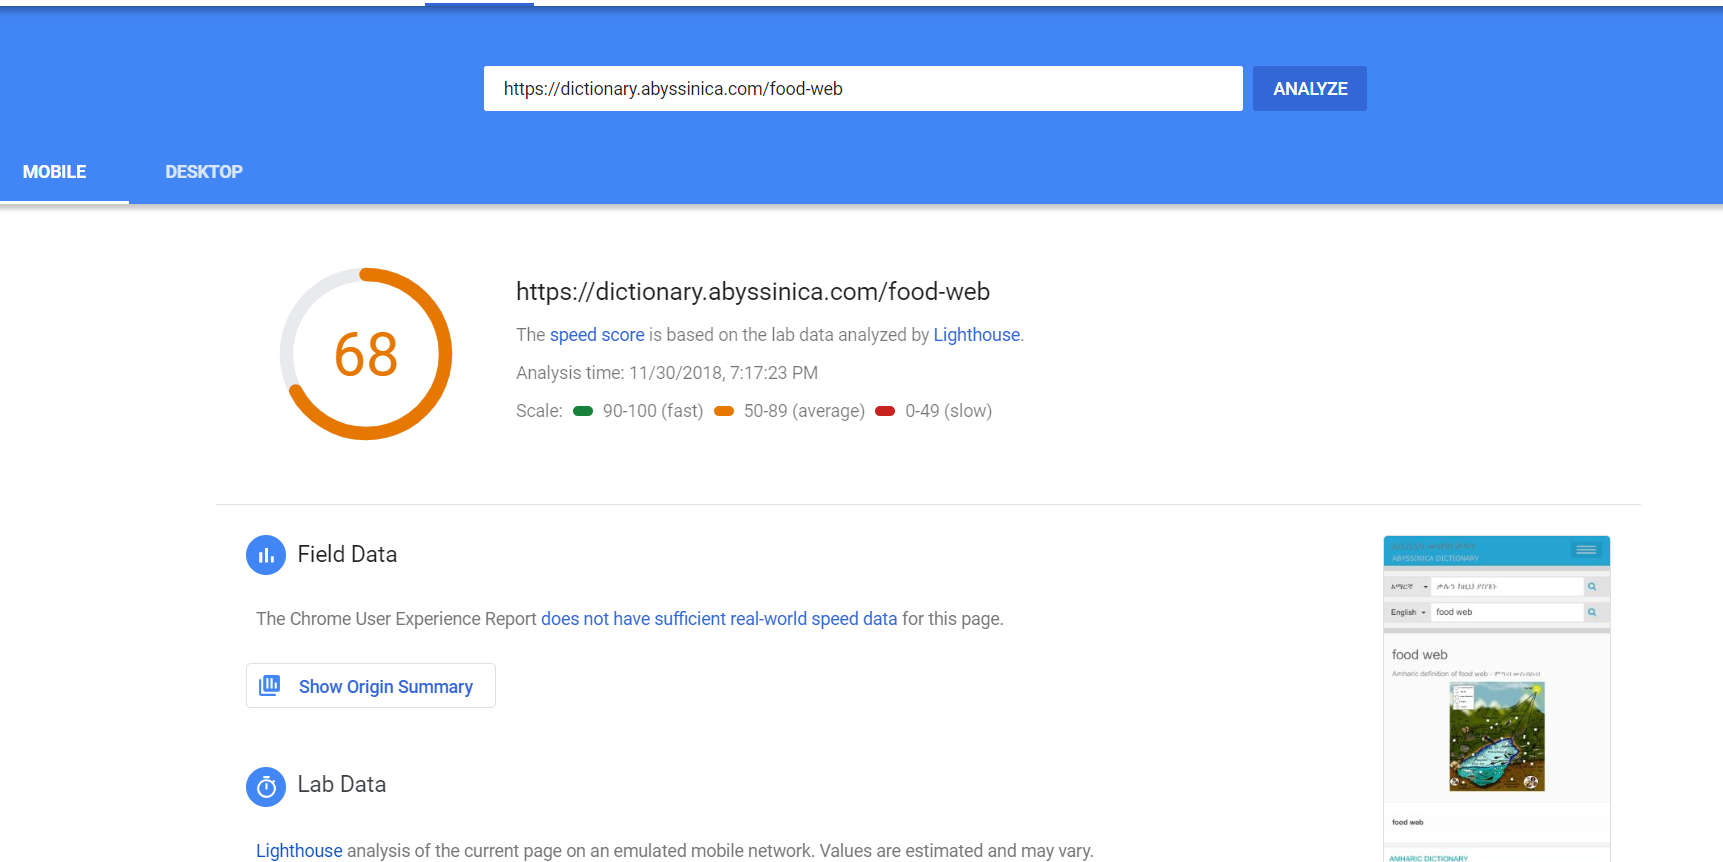 https://dictionary.abyssinica.com/food-web
ANALYZE
MOBILE
DESKTOP
68
https://dictionary.abyssinica.com/food-web
The speed score is based on the lab data analyzed by Lighthouse.
Analysis time: 11/30/2018, 7:17:23 PM
Scale: 90-100 (fast) 50-89 (average) 0-49 (slow)
Field Data
The Chrome User Experience Report does not have sufficient real-world speed data for this page.
Show Origin Summary
Lab Data
Lighthouse analysis of the current page on an emulated mobile network. Values are estimated and may vary.
ABYSSINICA DICTIONARY
አማርኛ
English
food web
food web
Amharic definition of food web -
food web
AMHARIC DICTIONARY